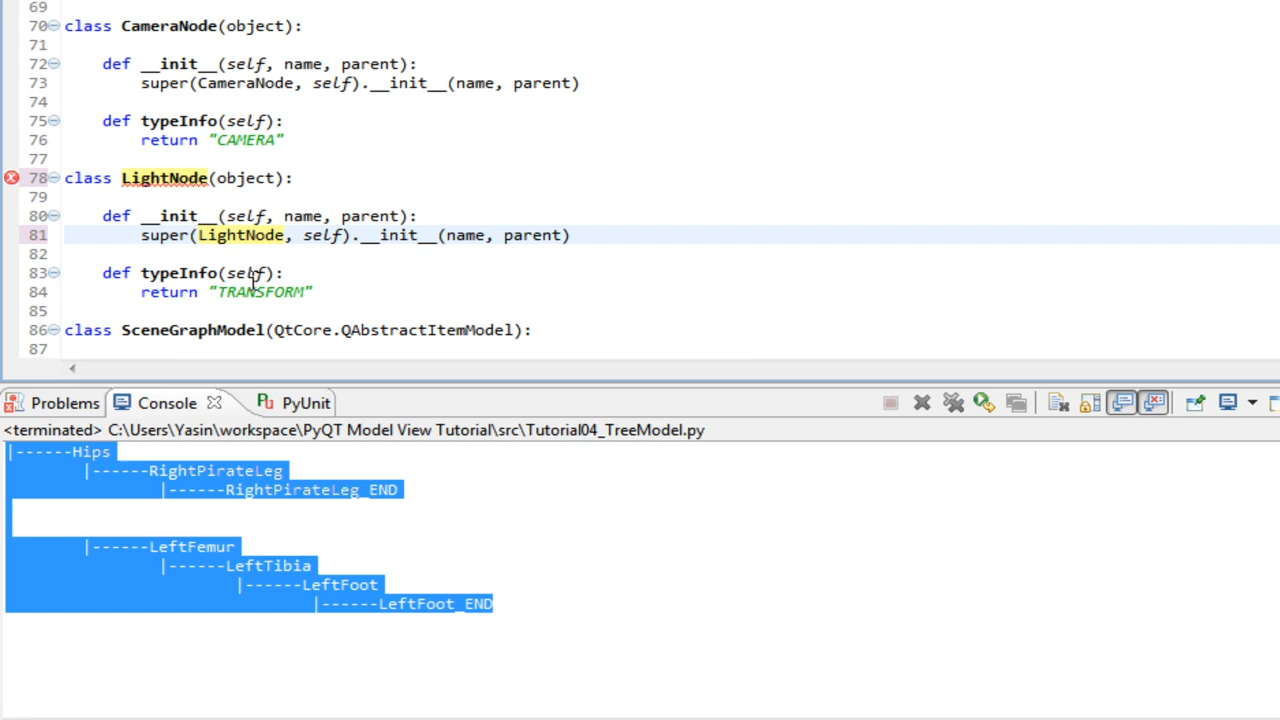 69
70 class CameraNode(object):
71
72     def __init__(self, name, parent):
73         super(CameraNode, self).__init__(name, parent)
74
75     def typeInfo(self):
76         return "CAMERA"
77
78 class LightNode(object):
79
80     def __init__(self, name, parent):
81         super(LightNode, self).__init__(name, parent)
82
83     def typeInfo(self):
84         return "TRANSFORM"
85
86 class SceneGraphModel(QtCore.QAbstractItemModel):
87
Problems Console PyUnit
<terminated> C:\Users\Yasin\workspace\PyQT Model View Tutorial\src\Tutorial04_TreeModel.py
|------Hips
        |------RightPirateLeg
                |------RightPirateLeg_END
        |------LeftFemur
                |------LeftTibia
                        |------LeftFoot
                                |------LeftFoot_END